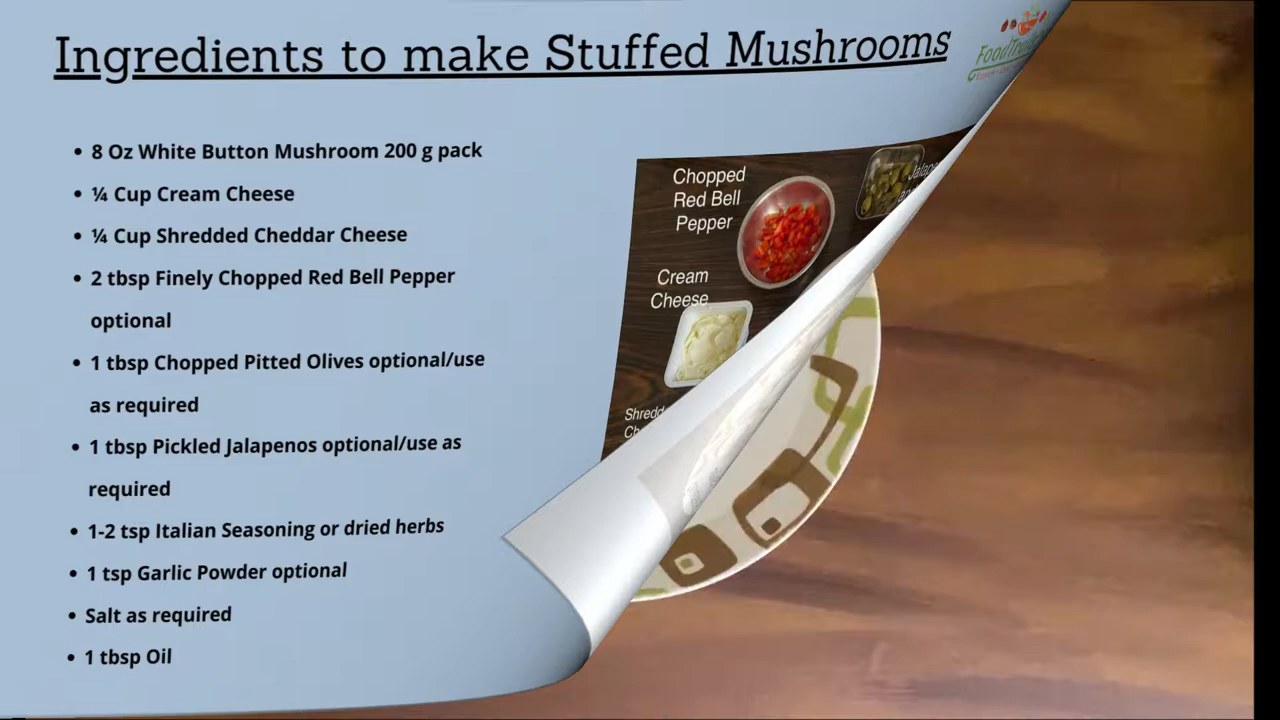 Ingredients to make Stuffed Mushrooms
• 8 Oz White Button Mushroom 200 g pack
• ¼ Cup Cream Cheese
• ¼ Cup Shredded Cheddar Cheese
• 2 tbsp Finely Chopped Red Bell Pepper
optional
• 1 tbsp Chopped Pitted Olives optional/use
as required
• 1 tbsp Pickled Jalapenos optional/use as
required
• 1-2 tsp Italian Seasoning or dried herbs
• 1 tsp Garlic Powder optional
• Salt as required
• 1 tbsp Oil
Chopped
Red Bell
Pepper
Cream
Cheese